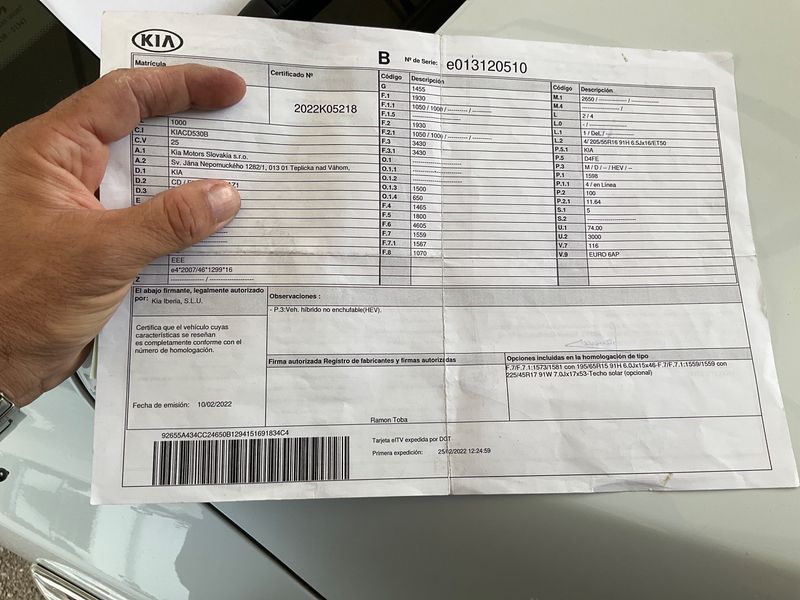 KIA
B Nº de Serie: e013120510
Matrícula
Certificado Nº
2022K05218
1000
C.I KIACD530B
C.V 25
A.1 Kia Motors Slovakia s.r.o.
A.2 Sv. Jána Nepomuckého 1282/1, 013 01 Teplicka nad Váhom,
D.1 KIA
D.2 CD /
D.3
E
EEE
e4*2007/46*1299*16
Z ----------- / --------------------
Código Descripción
G 1455
F.1 1930
F.1.1 1050 / 1000 / ---------- / ----------
F.1.5
F.2 1930
F.2.1 1050 / 1000 / ---------- / ----------
F.3 3430
F.3.1 3430
O.1
O.1.1
O.1.2
O.1.3 1500
O.1.4 650
F.4 1465
F.5 1800
F.6 4605
F.7 1559
F.7.1 1567
F.8 1070
Código Descripción
M.1 2650 / -------------- / --------------
M.4 -------------- / --------------
L 2 / 4
L.0 - / --------------------
L.1 1 / Del./ --------------
L.2 4/ 205/55R16 91H 6.5Jx16/ET50
P.5.1 KIA
P.5 D4FE
P.3 M / D / -- / HEV / --
P.1 1598
P.1.1 4 / en Línea
P.2 100
P.2.1 11.64
S.1 5
S.2 --------------------
U.1 74.00
U.2 3000
V.7 116
V.9 EURO 6AP
El abajo firmante, legalmente autorizado
por: Kia Iberia, S.L.U.
Certifica que el vehículo cuyas
características se reseñan
es completamente conforme con el
número de homologación.
Fecha de emisión: 10/02/2022
Observaciones :
- P.3:Veh. híbrido no enchufable(HEV).
Firma autorizada Registro de fabricantes y firmas autorizadas
Ramon Toba
Opciones incluidas en la homologación de tipo
F.7/F.7.1:1573/1581 con 195/65R15 91H 6.0Jx15x46-F.7/F.7.1:1559/1559 con
225/45R17 91W 7.0Jx17x53-Techo solar (opcional)
92655A434CC24650B1294151691834C4
Tarjeta eITV expedida por DGT
Primera expedición: 25/02/2022 12:24:59